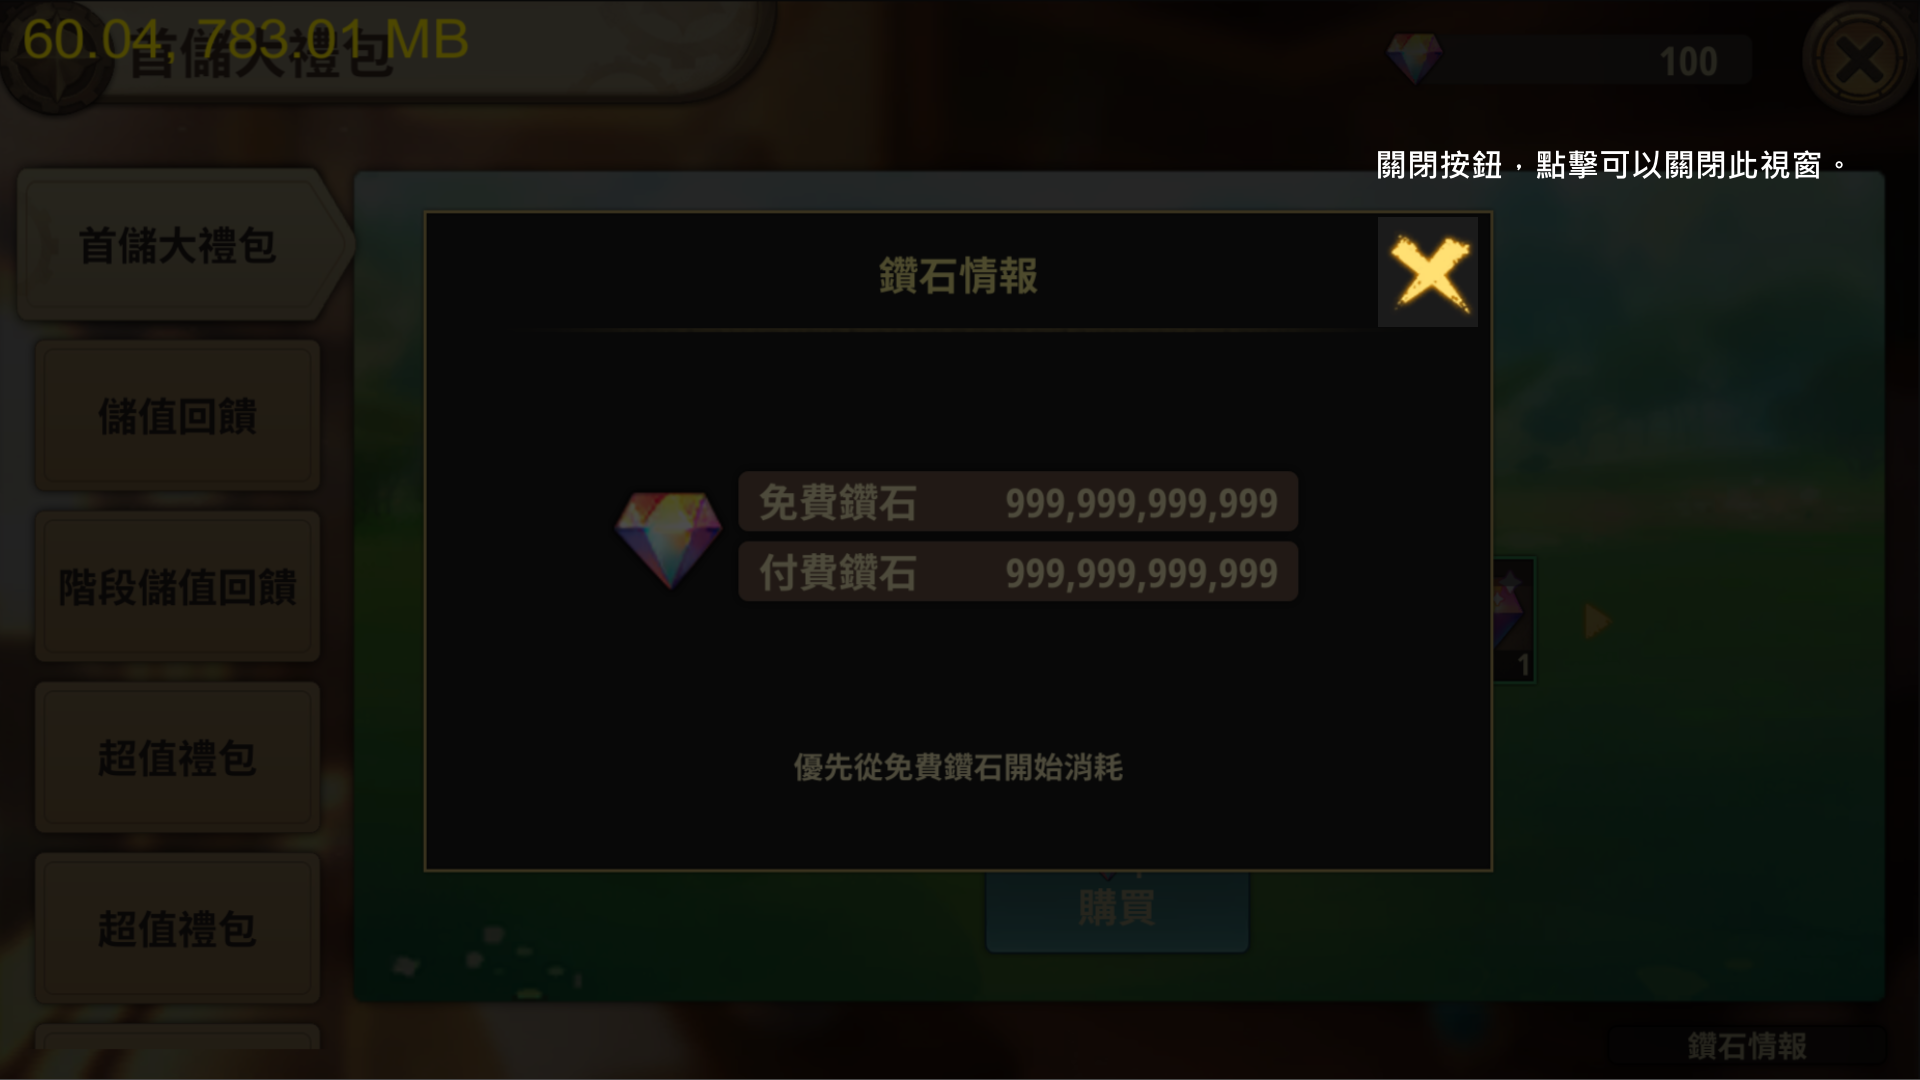 60.04, 783.01 MB
首儲大禮包
100
關閉按鈕，點擊可以關閉此視窗。
首儲大禮包
鑽石情報
儲值回饋
免費鑽石 999,999,999,999
付費鑽石 999,999,999,999
階段儲值回饋
1
超值禮包
優先從免費鑽石開始消耗
購買
超值禮包
鑽石情報